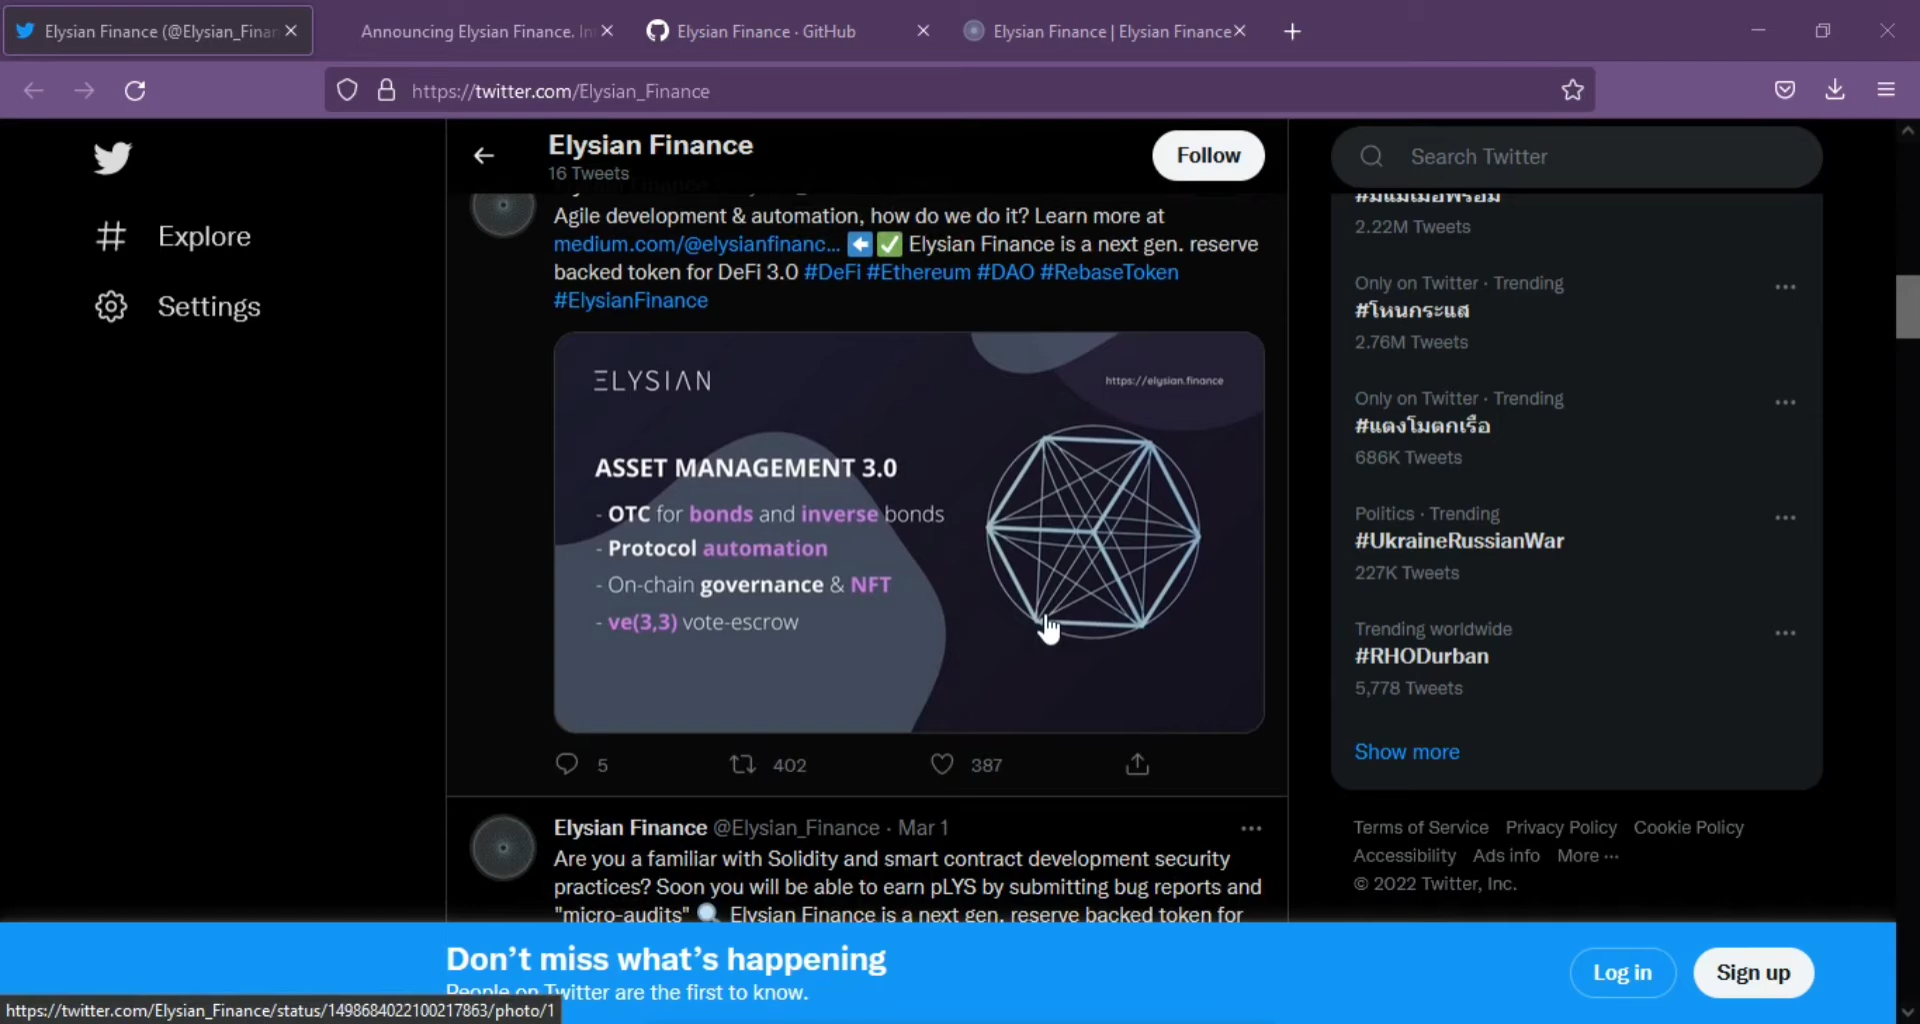 Elysian Finance (@Elysian_Finan
Announcing Elysian Finance. In
Elysian Finance · GitHub
Elysian Finance | Elysian Finance
https://twitter.com/Elysian_Finance
Explore
Settings
Elysian Finance
16 Tweets
Follow
Agile development & automation, how do we do it? Learn more at
medium.com/@elysianfinanc... ⬅️✅ Elysian Finance is a next gen. reserve
backed token for DeFi 3.0 #DeFi #Ethereum #DAO #RebaseToken
#ElysianFinance
ΞLYSIAN
https://elysian.finance
ASSET MANAGEMENT 3.0
- OTC for bonds and inverse bonds
- Protocol automation
- On-chain governance & NFT
- ve(3,3) vote-escrow
5
402
387
Elysian Finance @Elysian_Finance · Mar 1
Are you a familiar with Solidity and smart contract development security
practices? Soon you will be able to earn pLYS by submitting bug reports and
"micro-audits" 🔍 Elysian Finance is a next gen. reserve backed token for
Search Twitter
2.22M Tweets
Only on Twitter · Trending
#โหนกระแส
2.76M Tweets
Only on Twitter · Trending
#แตงโมตกเรือ
686K Tweets
Politics · Trending
#UkraineRussianWar
227K Tweets
Trending worldwide
#RHODurban
5,778 Tweets
Show more
Terms of Service Privacy Policy Cookie Policy
Accessibility Ads info More ···
© 2022 Twitter, Inc.
Don't miss what's happening
People on Twitter are the first to know.
Log in
Sign up
https://twitter.com/Elysian_Finance/status/1498684022100217863/photo/1